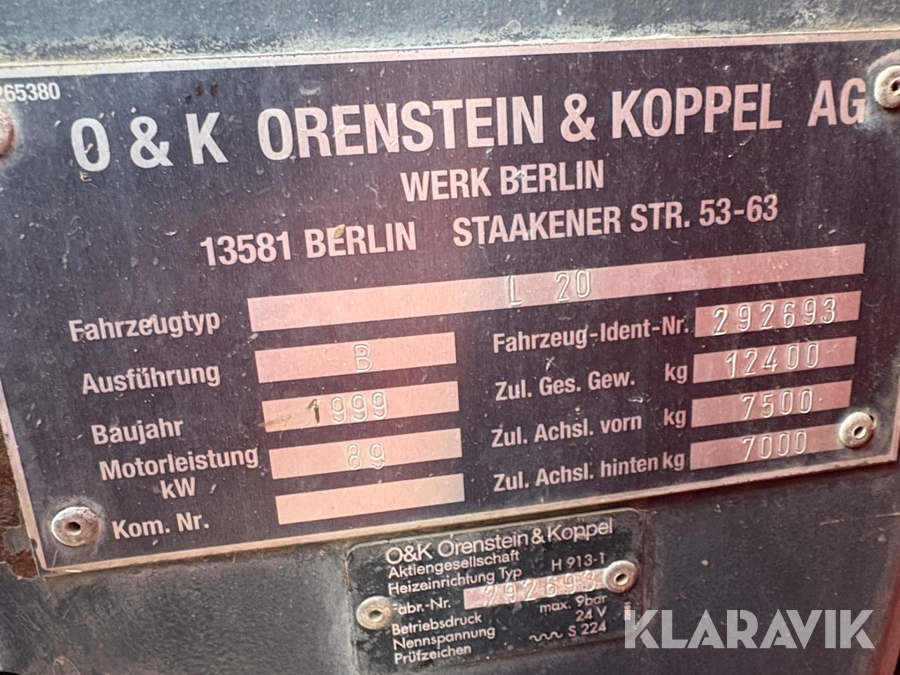 265380
O & K ORENSTEIN & KOPPEL AG
WERK BERLIN
13581 BERLIN STAAKENER STR. 53-63
Fahrzeugtyp L 20
Ausführung B
Baujahr 1999
Motorleistung kW 89
Kom. Nr.
Fahrzeug-Ident-Nr. 292693
Zul. Ges. Gew. kg 12400
Zul. Achsl. vorn kg 7500
Zul. Achsl. hinten kg 7000
O&K Orenstein & Koppel
Aktiengesellschaft
Heizeinrichtung Typ H 913-1
Fabr.-Nr. 292693
Betriebsdruck max. 9bar
Nennspannung 24 V
Prüfzeichen S 224
KLARAVIK